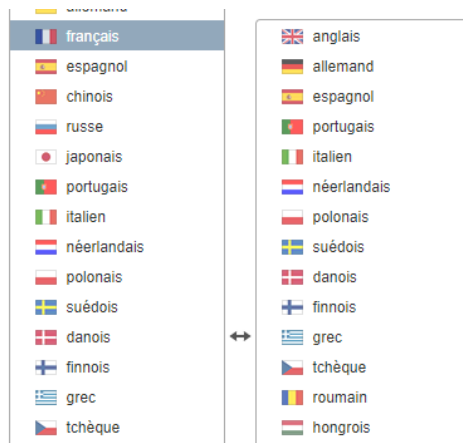 allemand
français
espagnol
chinois
russe
japonais
portugais
italien
néerlandais
polonais
suédois
danois
finnois
grec
tchèque
anglais
allemand
espagnol
portugais
italien
néerlandais
polonais
suédois
danois
finnois
grec
tchèque
roumain
hongrois